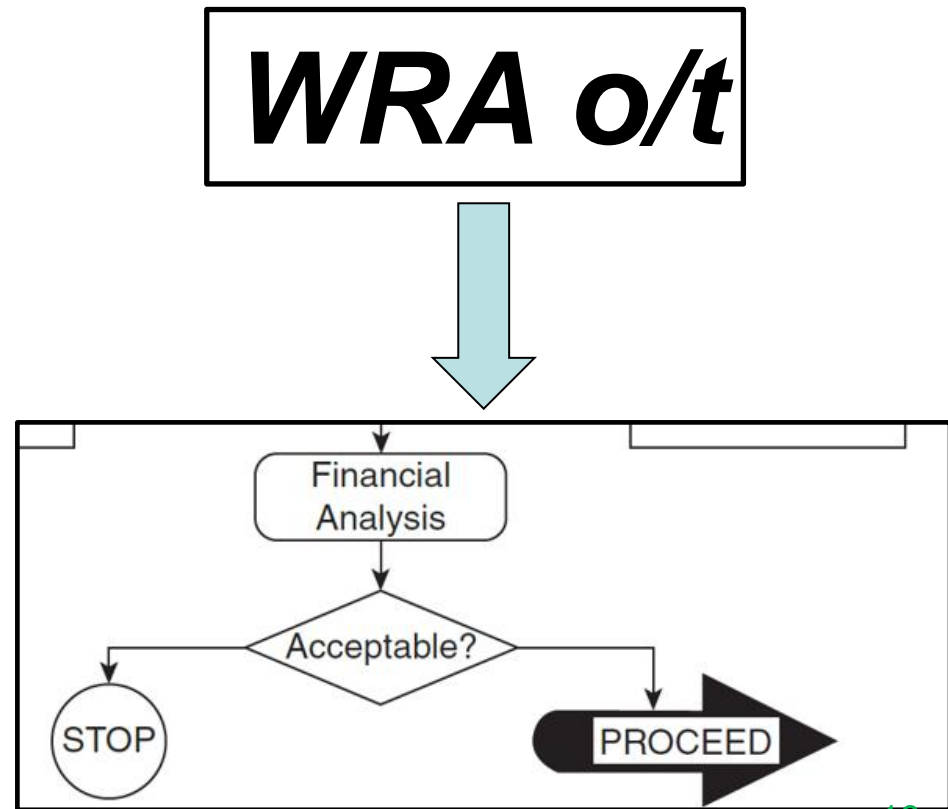 WRA o/t
Financial
Analysis
Acceptable?
STOP
PROCEED